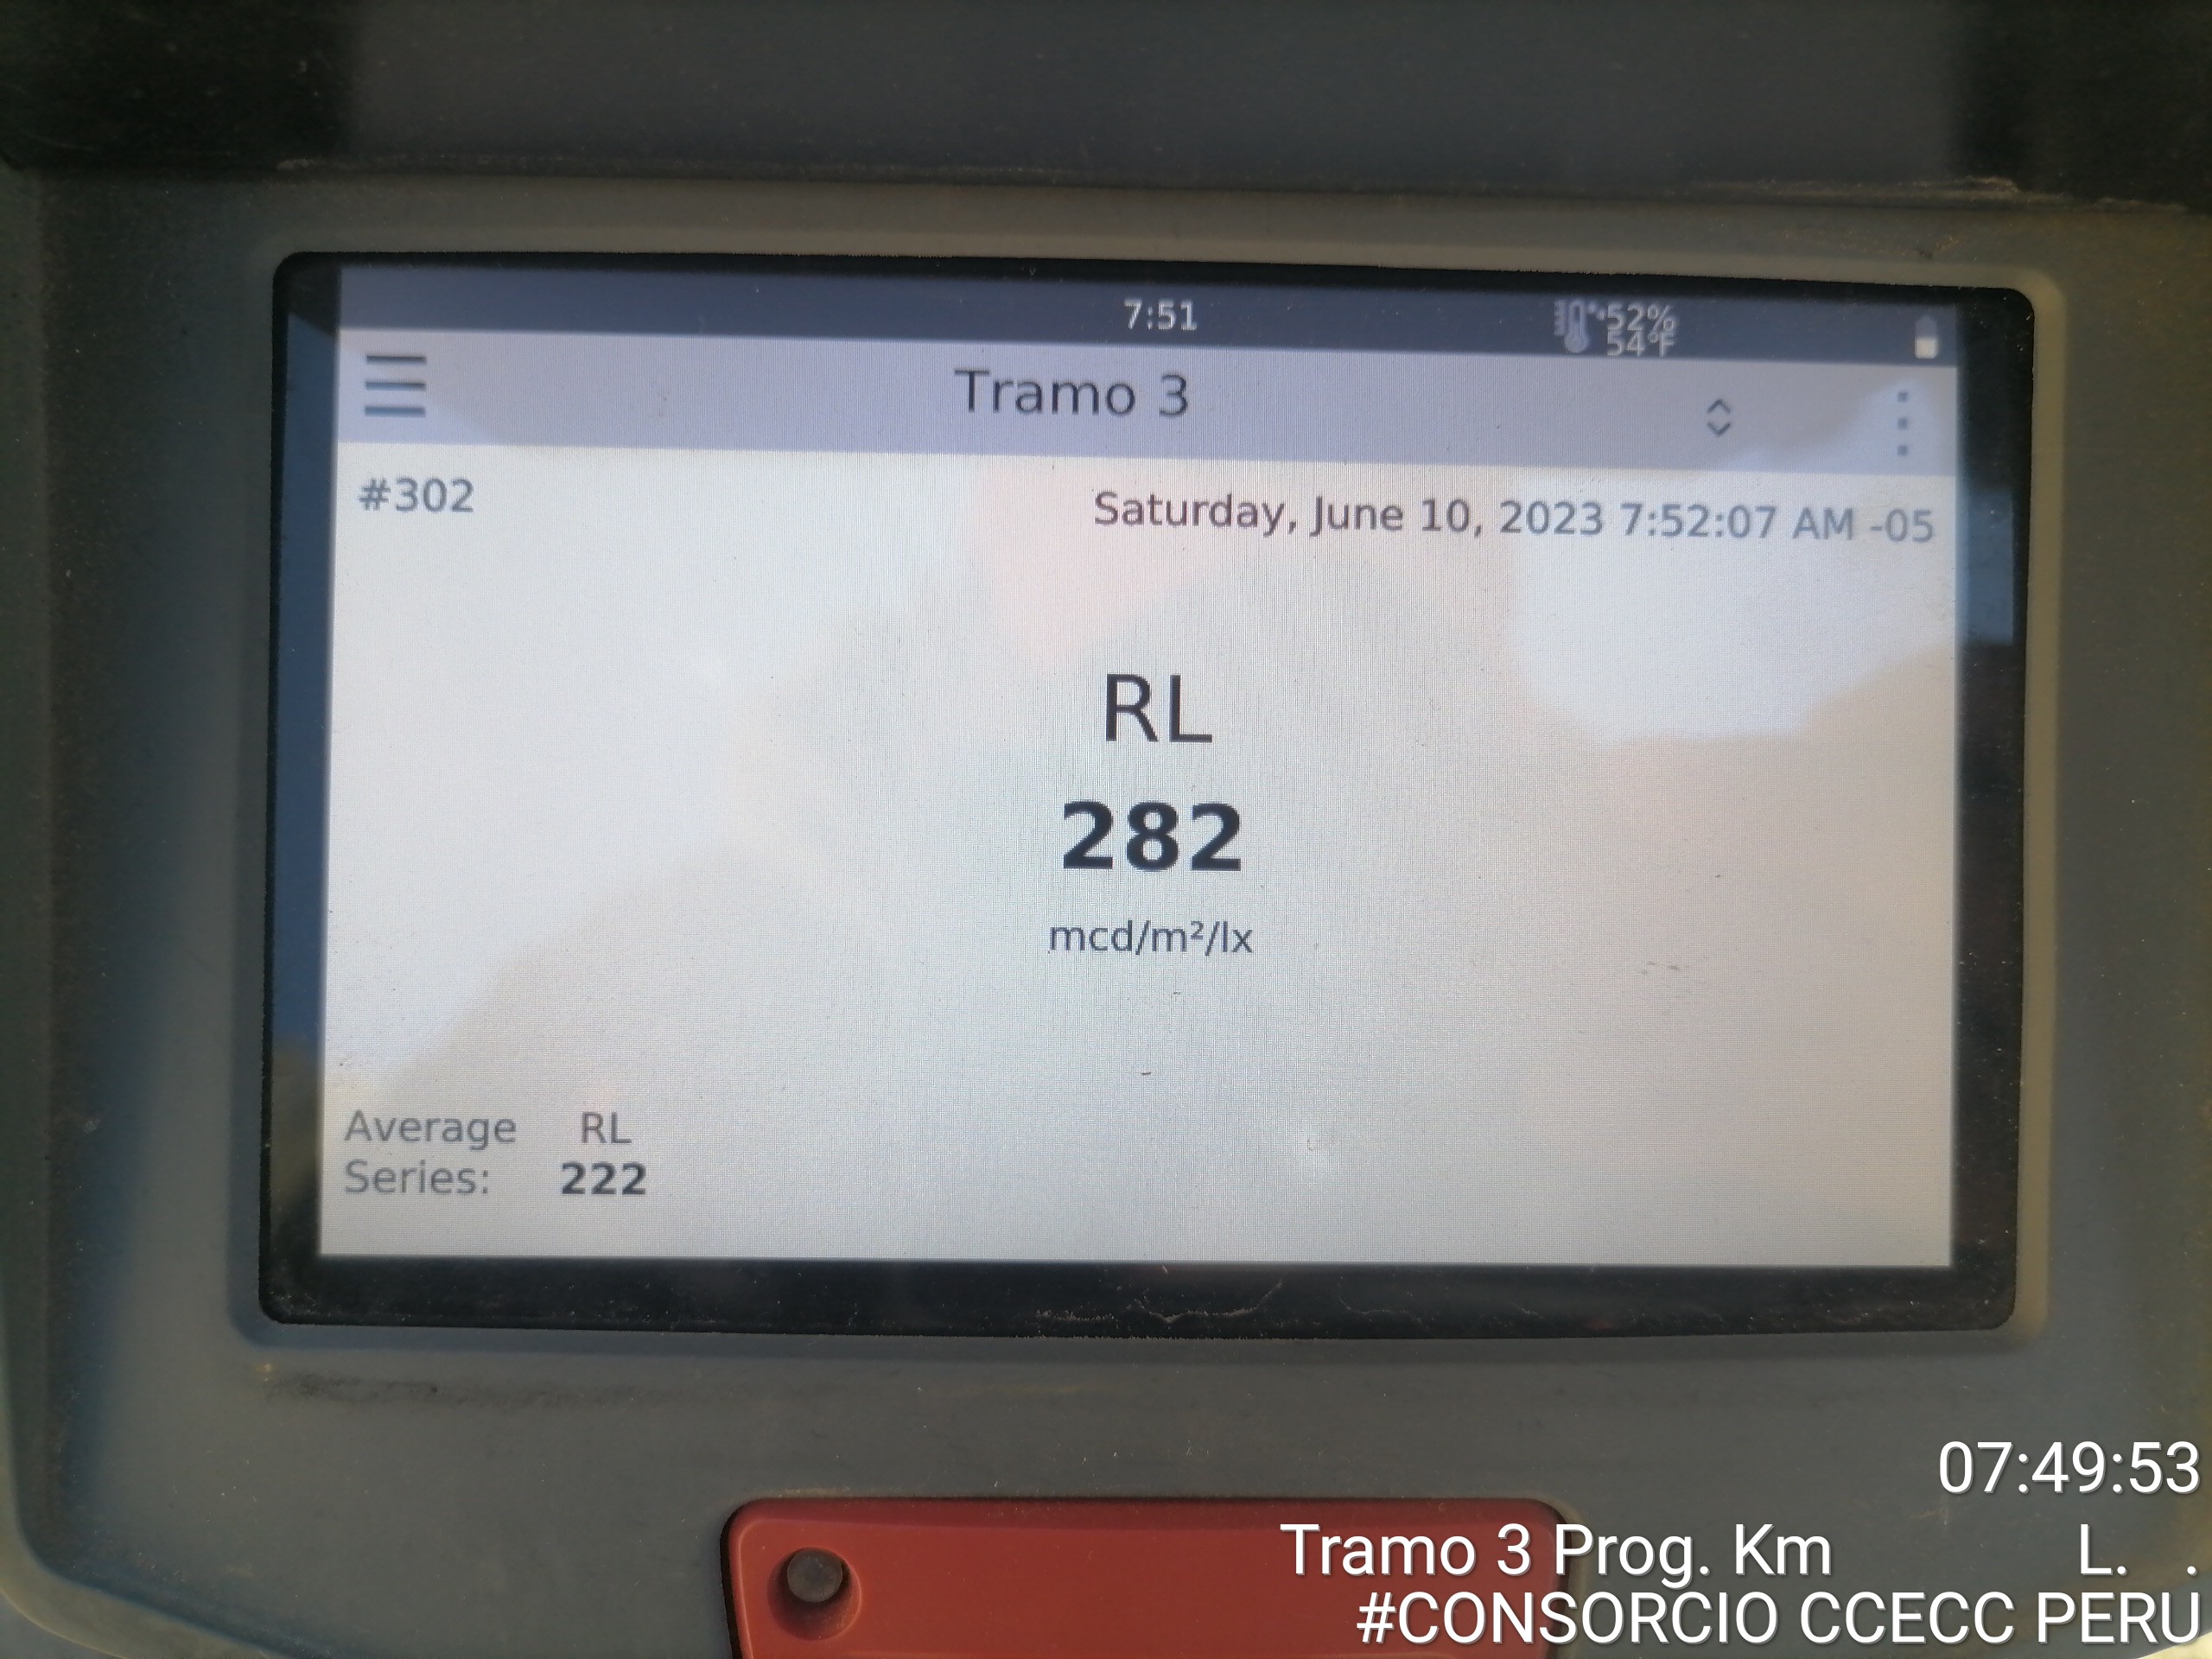 7:51
52%
54°F
Tramo 3
#302
Saturday, June 10, 2023 7:52:07 AM -05
RL
282
mcd/m²/lx
Average RL
Series: 222
07:49:53
Tramo 3 Prog. Km L. .
#CONSORCIO CCECC PERU